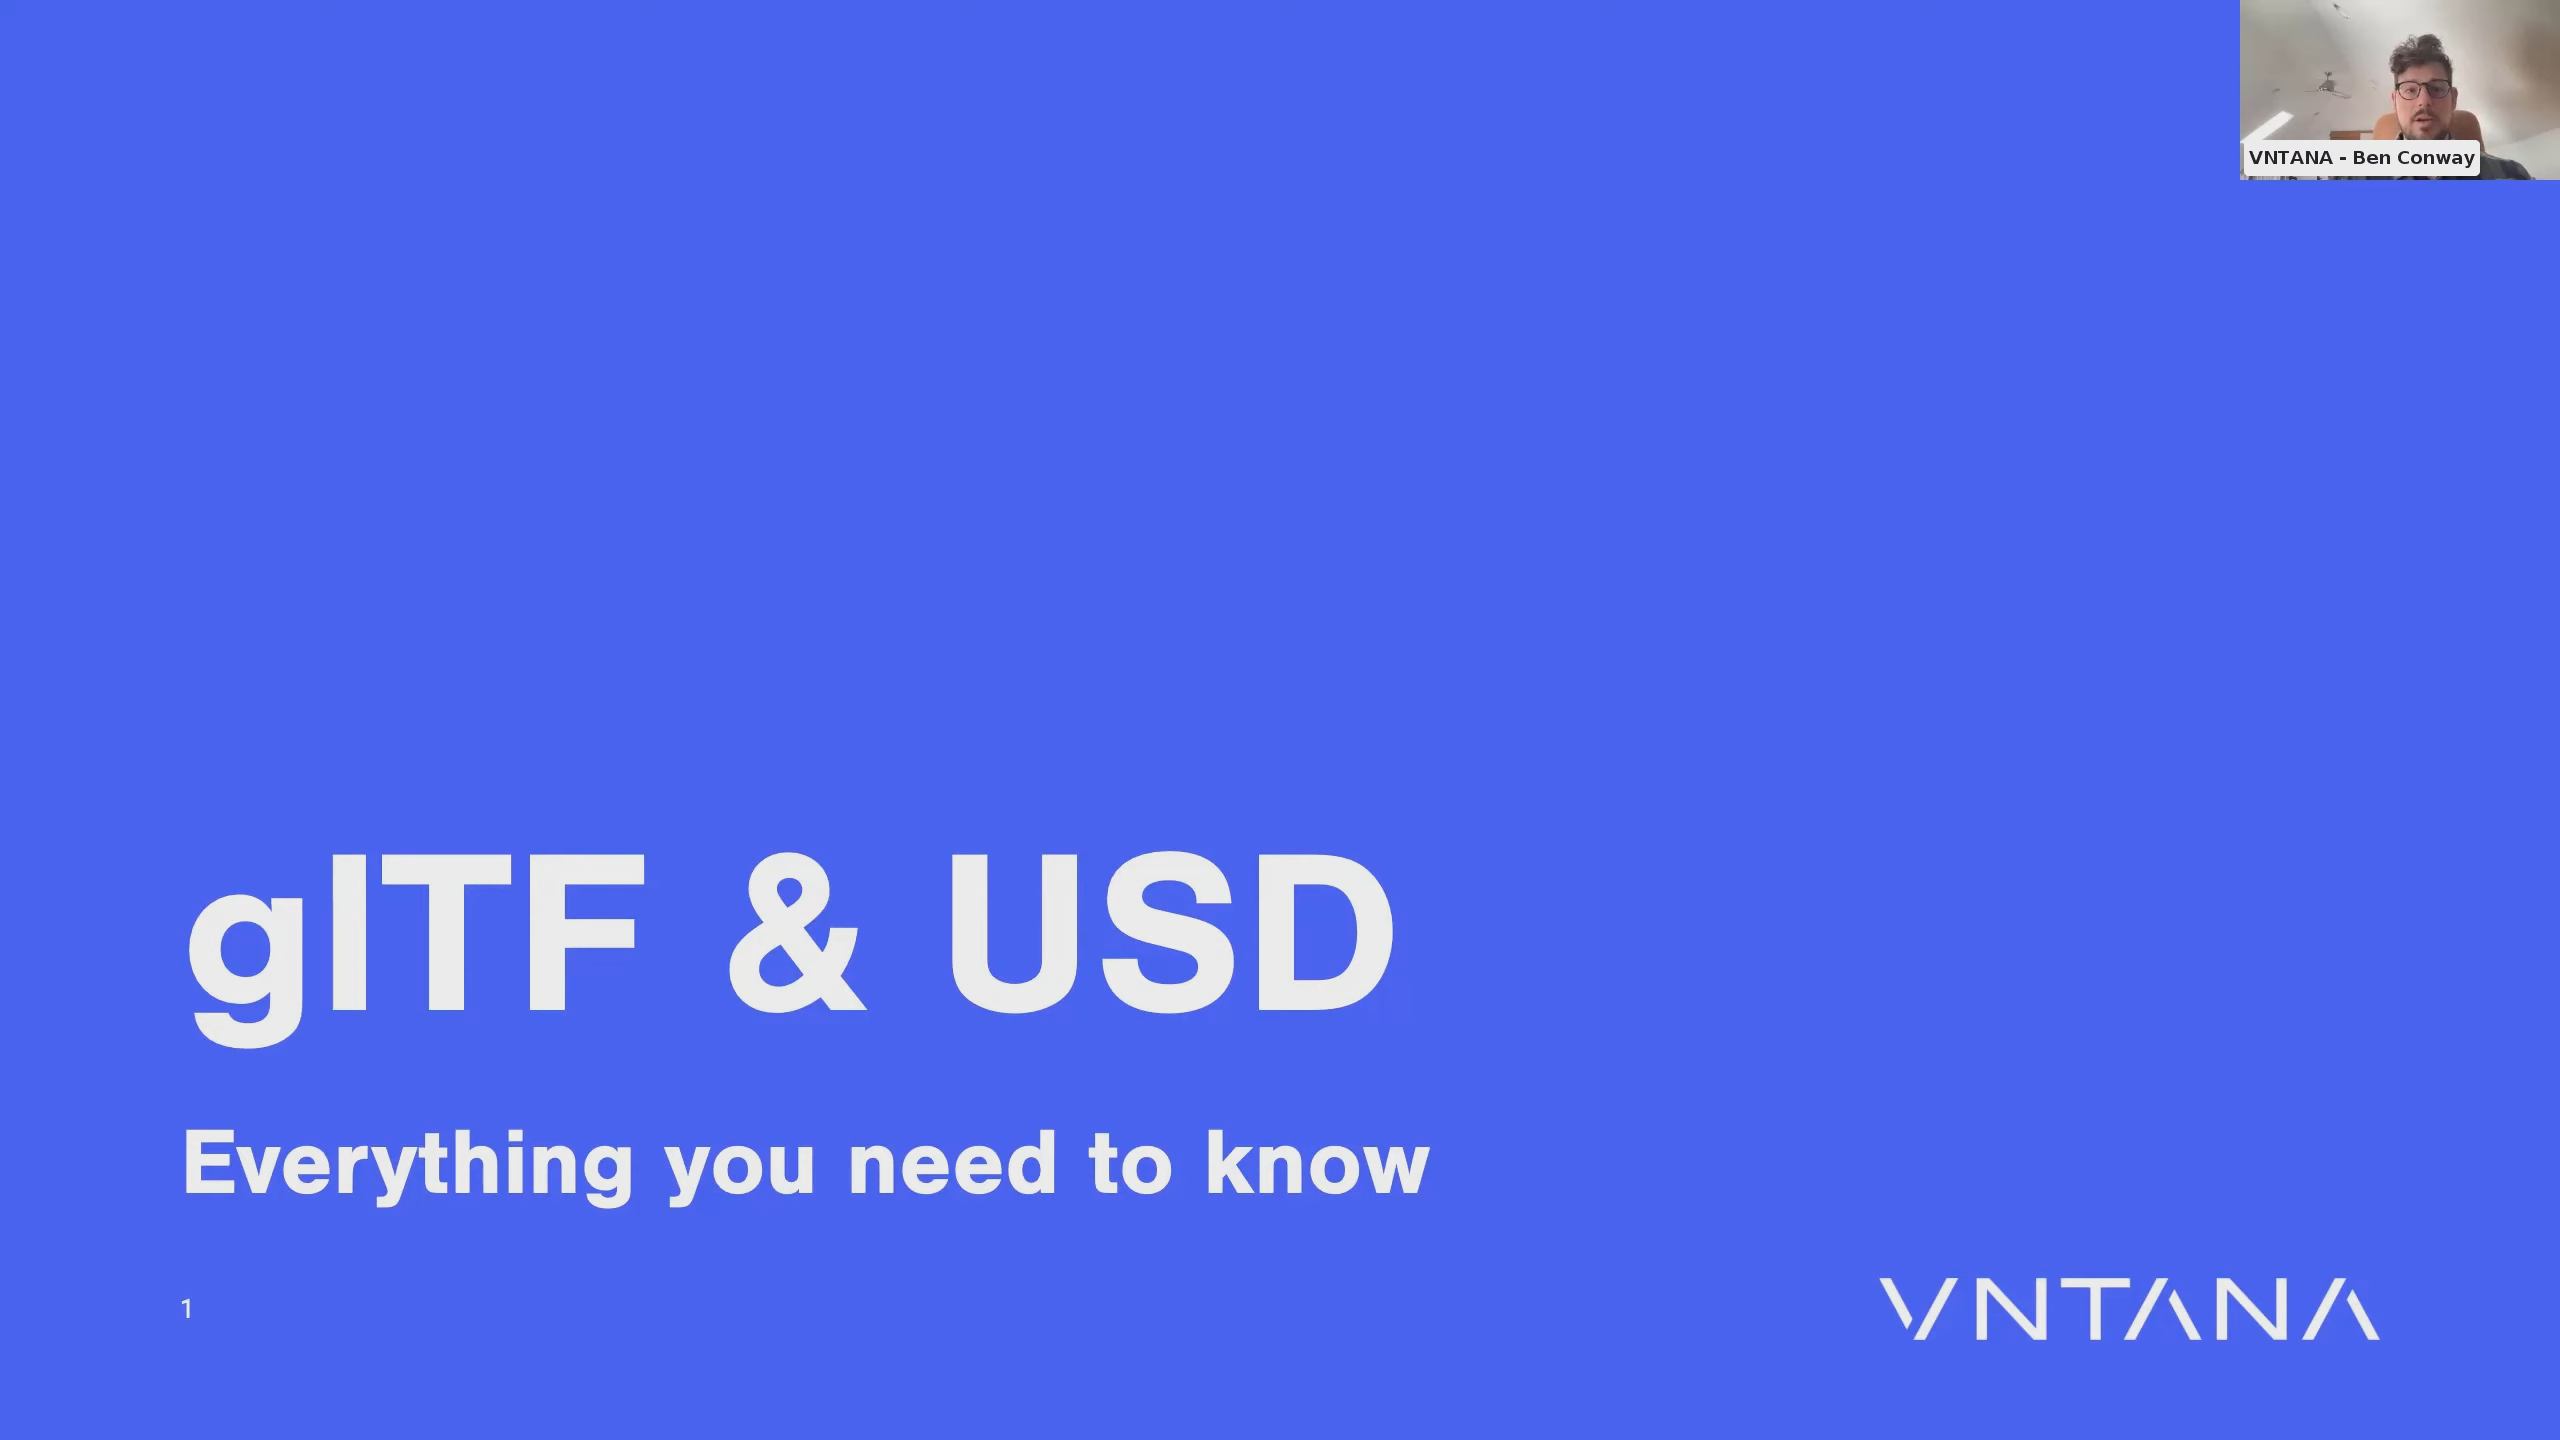 VNTANA - Ben Conway
glTF & USD
Everything you need to know
1
VNTANA